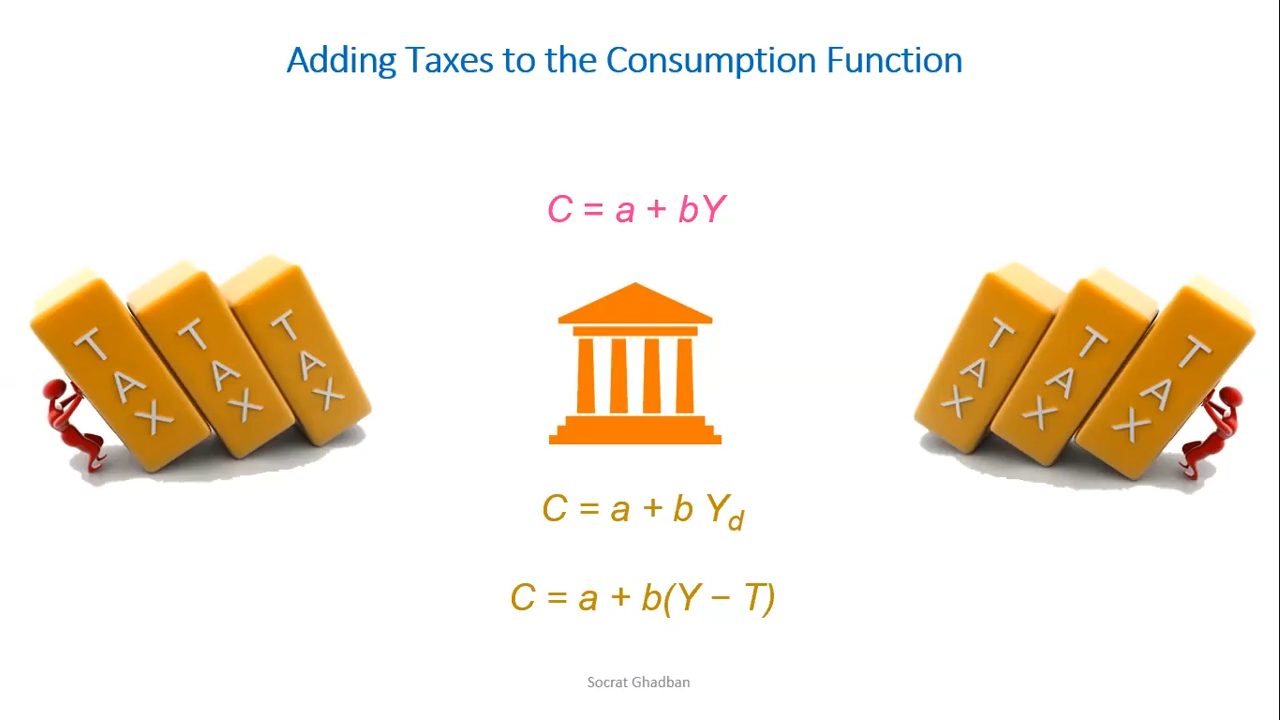 Adding Taxes to the Consumption Function
C = a + bY
TAX
TAX
TAX
TAX
TAX
TAX
C = a + b Y_d
C = a + b(Y − T)
Socrat Ghadban